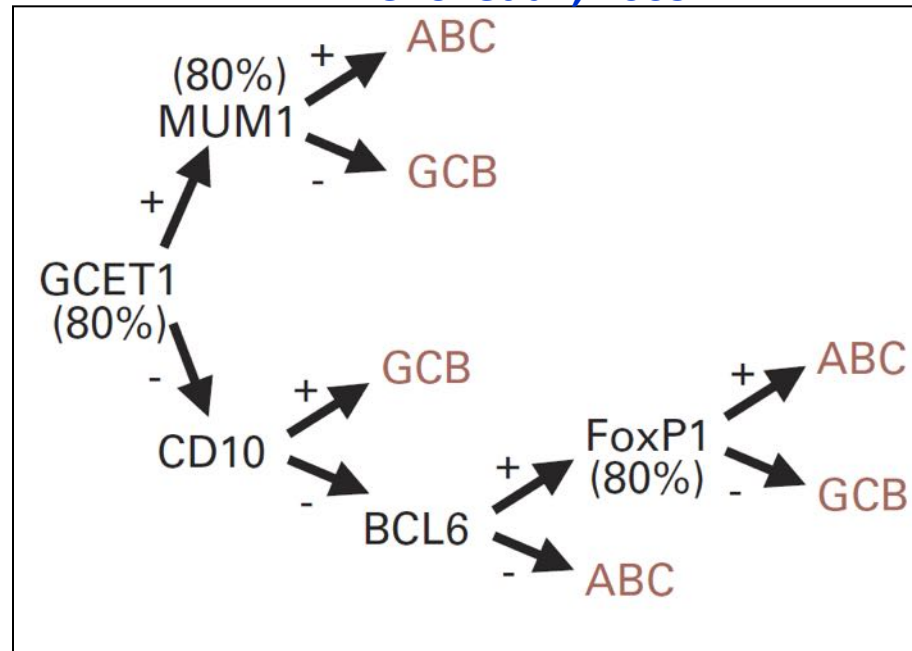 ABC
+
(80%)
MUM1
-
GCB
+
GCET1
(80%)
-
GCB
+
CD10
-
BCL6
+
FoxP1
(80%)
+
ABC
-
GCB
-
ABC